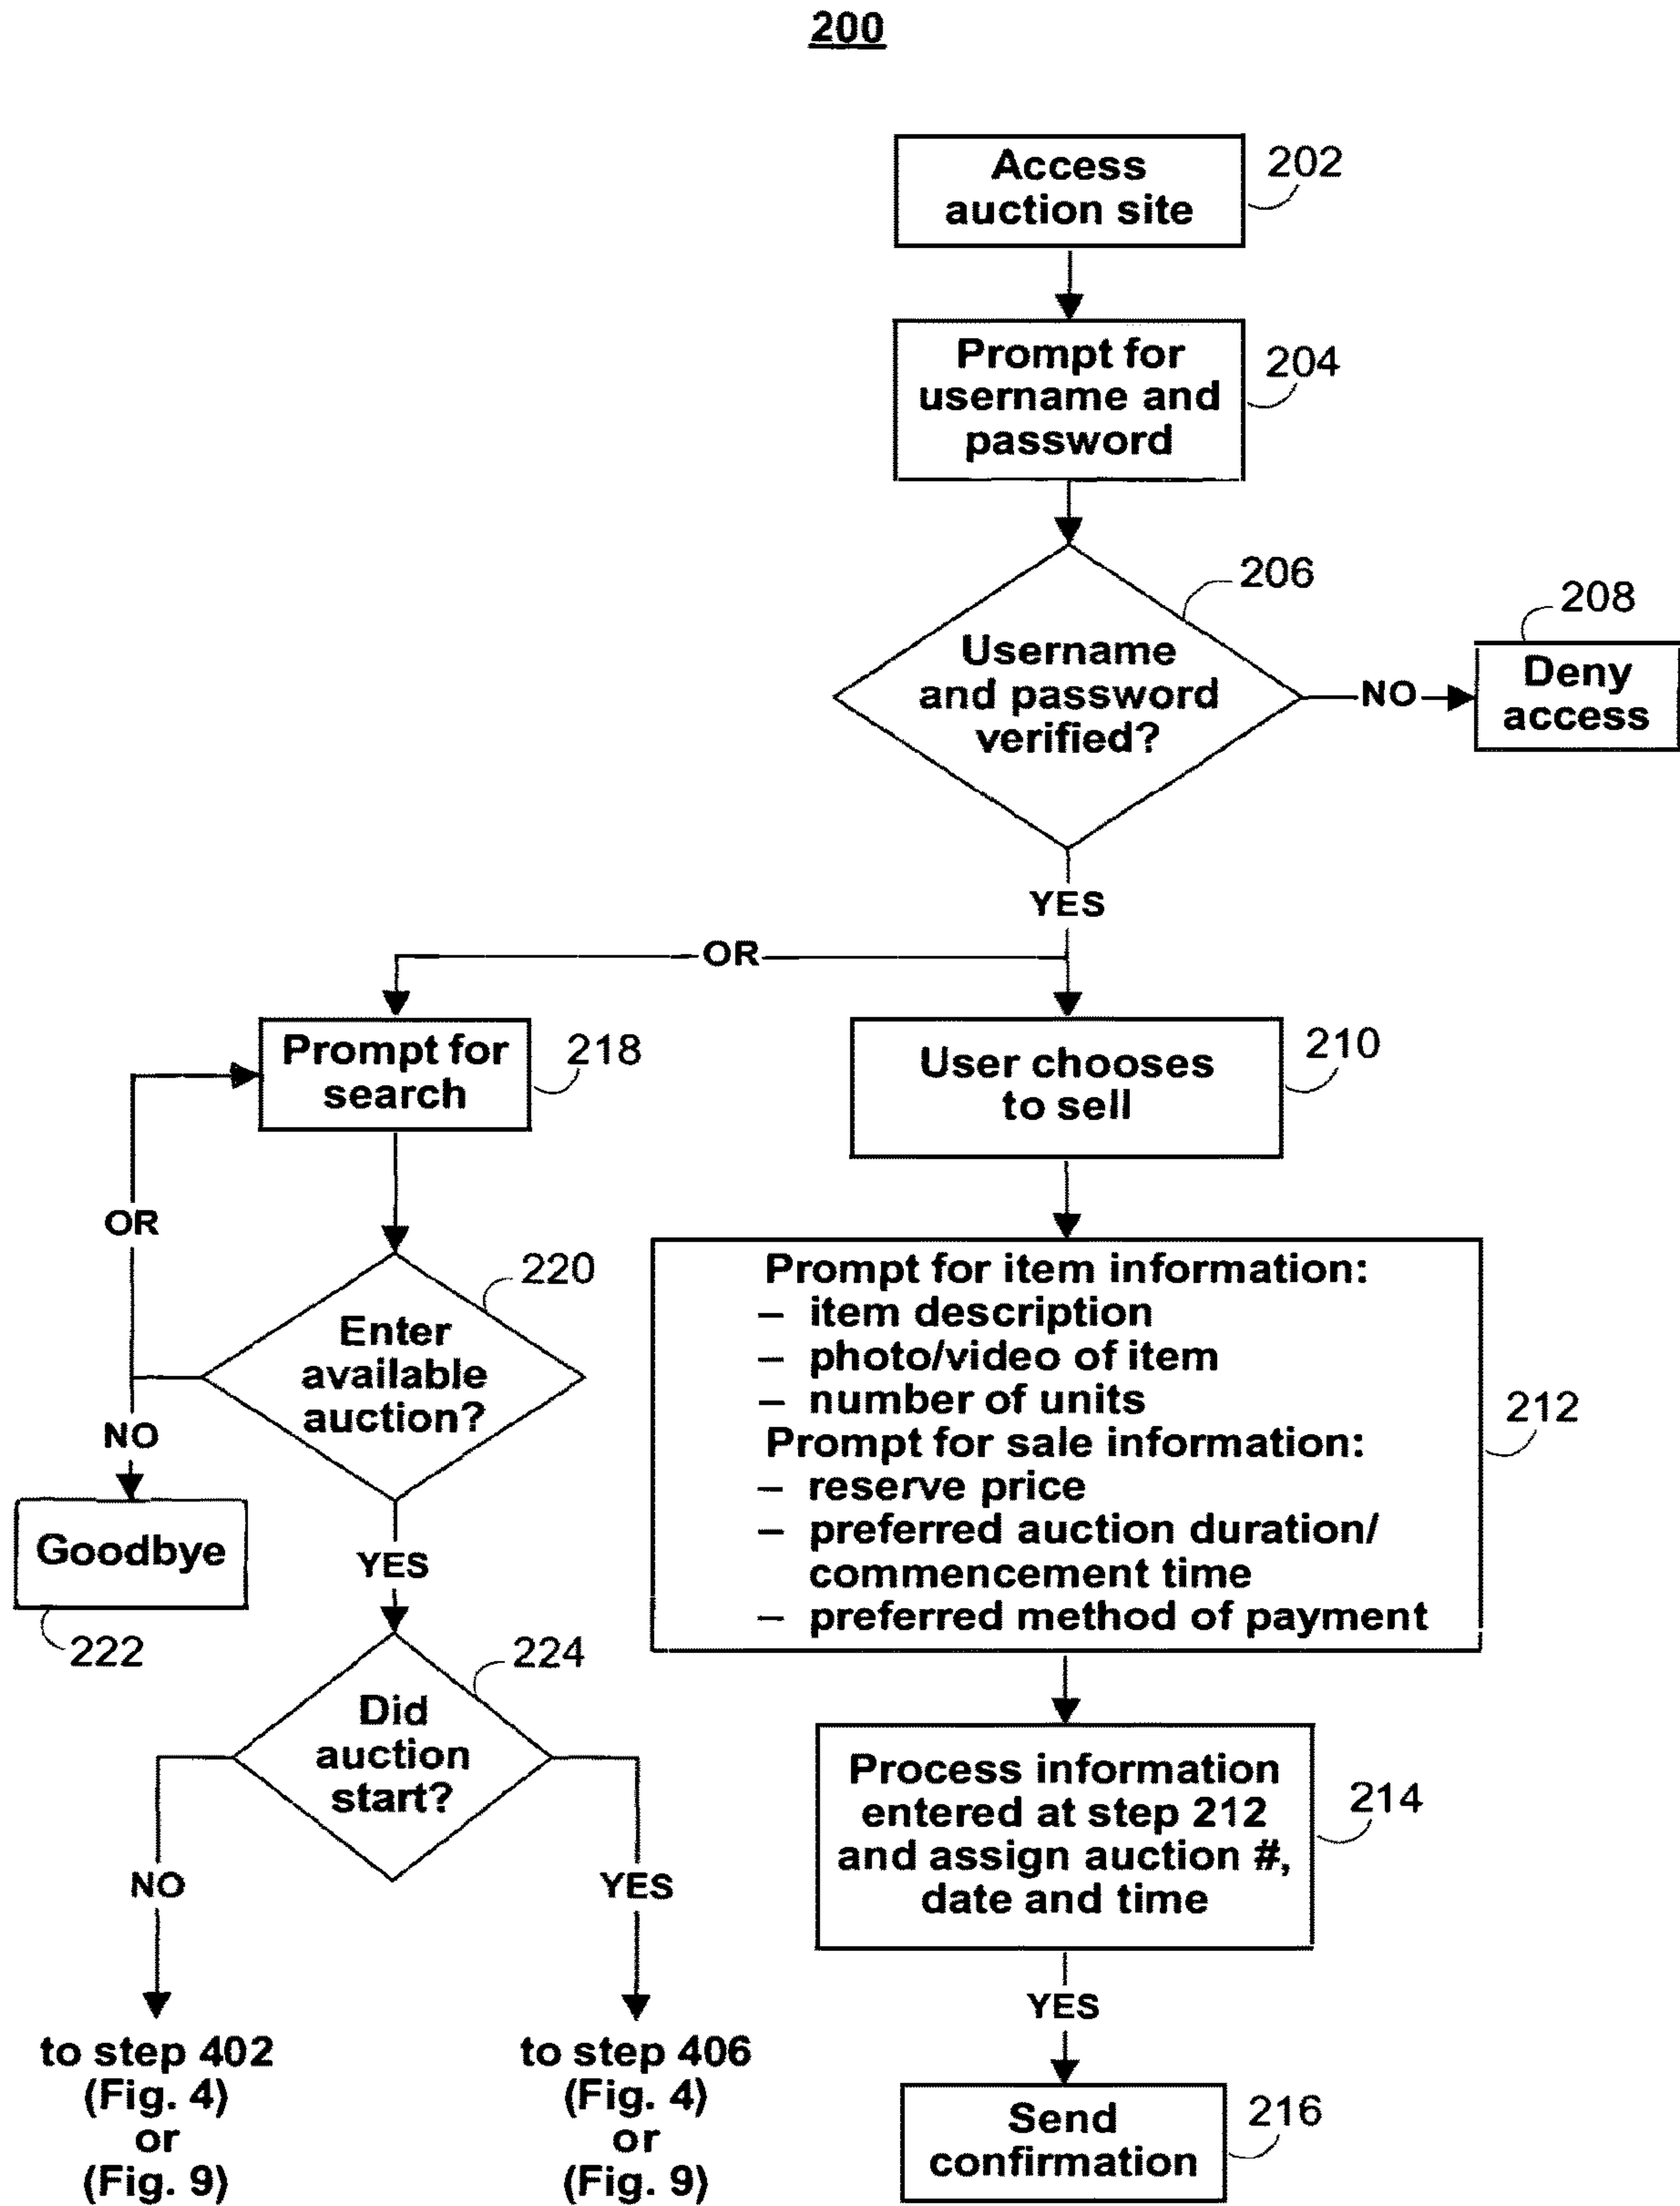 200
Access
auction site
202
Prompt for
username and
password
204
206
Username
and password
verified?
NO
208
Deny
access
YES
OR
Prompt for
search
218
User chooses
to sell
210
OR
220
Enter
available
auction?
NO
Goodbye
222
YES
Prompt for item information:
– item description
– photo/video of item
– number of units
Prompt for sale information:
– reserve price
– preferred auction duration/
commencement time
– preferred method of payment
212
224
Did
auction
start?
NO
YES
to step 402
(Fig. 4)
or
(Fig. 9)
to step 406
(Fig. 4)
or
(Fig. 9)
Process information
entered at step 212
and assign auction #,
date and time
214
YES
Send
confirmation
216